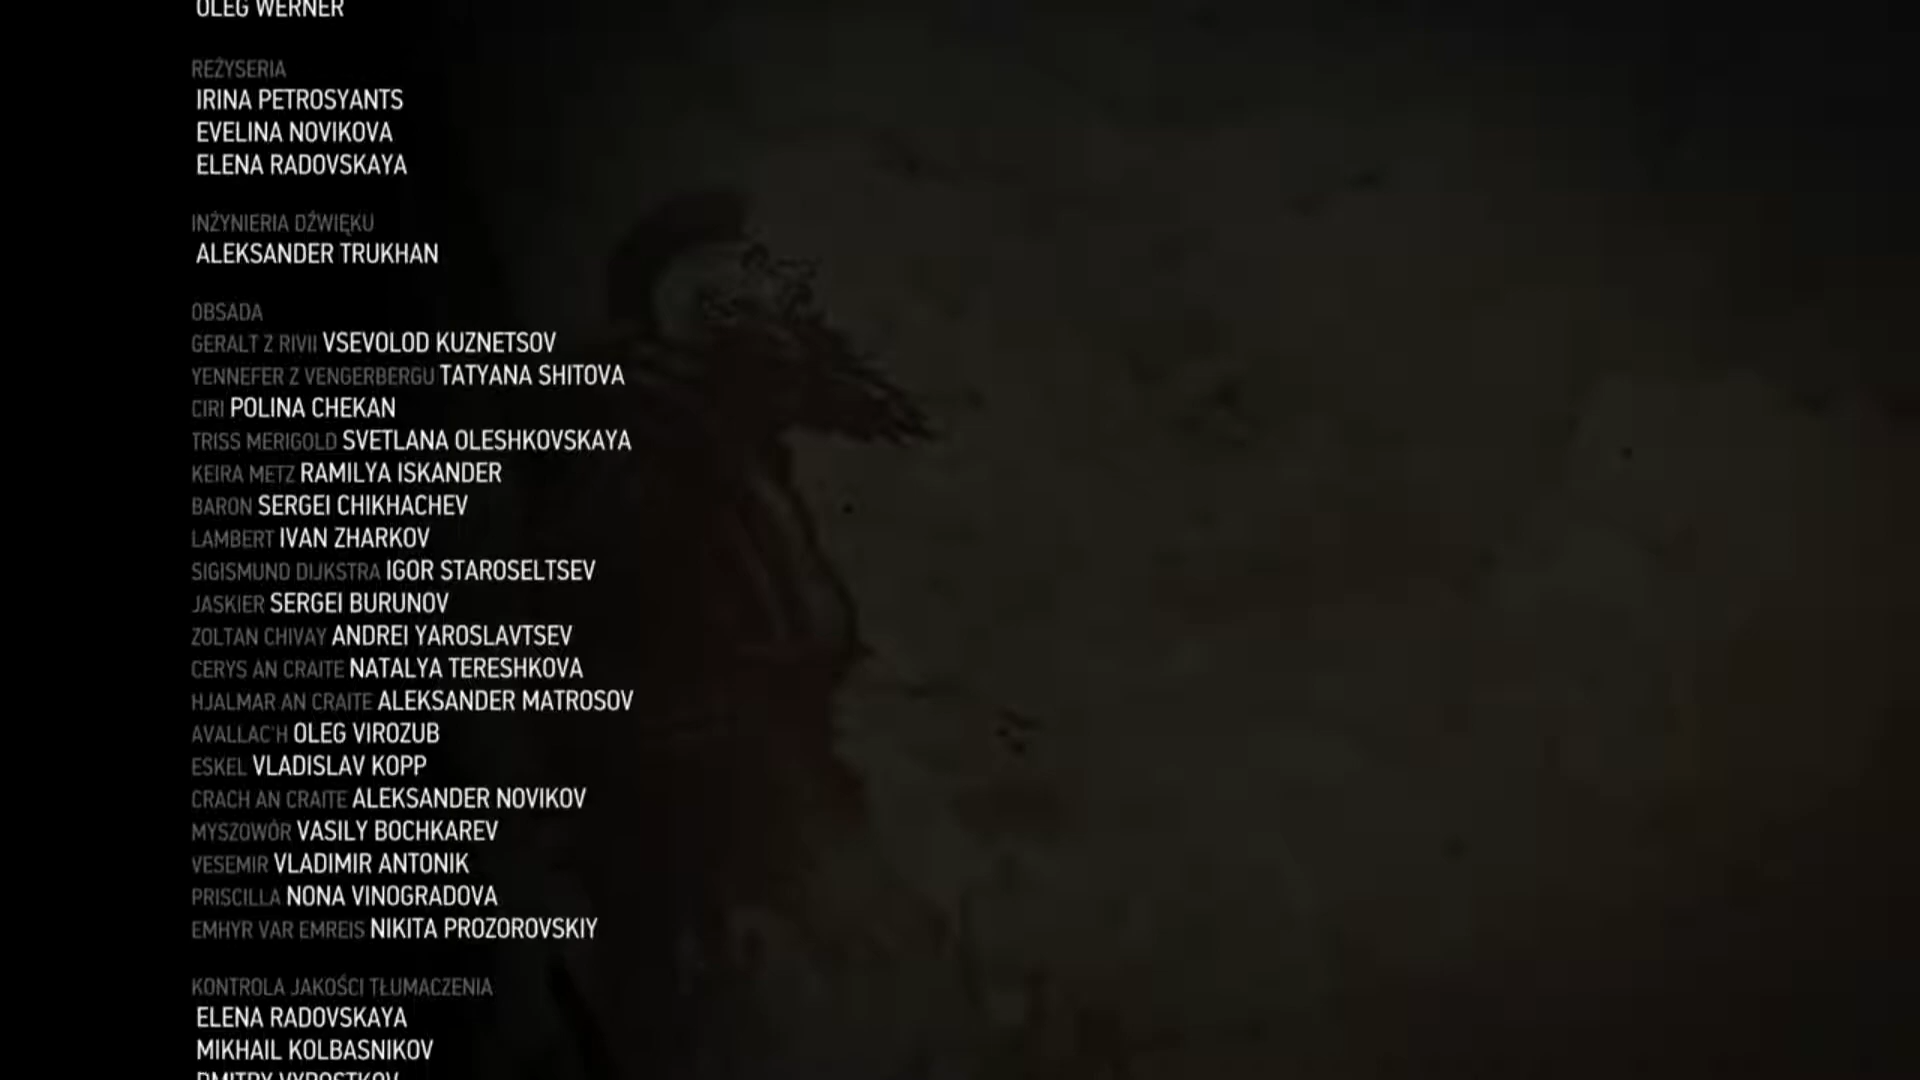 OLEG WERNER
REŻYSERIA
IRINA PETROSYANTS
EVELINA NOVIKOVA
ELENA RADOVSKAYA
INŻYNIERIA DŹWIĘKU
ALEKSANDER TRUKHAN
OBSADA
GERALT Z RIVII VSEVOLOD KUZNETSOV
YENNEFER Z VENGERBERGU TATYANA SHITOVA
CIRI POLINA CHEKAN
TRISS MERIGOLD SVETLANA OLESHKOVSKAYA
KEIRA METZ RAMILYA ISKANDER
BARON SERGEI CHIKHACHEV
LAMBERT IVAN ZHARKOV
SIGISMUND DIJKSTRA IGOR STAROSELTSEV
JASKIER SERGEI BURUNOV
ZOLTAN CHIVAY ANDREI YAROSLAVTSEV
CERYS AN CRAITE NATALYA TERESHKOVA
HJALMAR AN CRAITE ALEKSANDER MATROSOV
AVALLAC'H OLEG VIROZUB
ESKEL VLADISLAV KOPP
CRACH AN CRAITE ALEKSANDER NOVIKOV
MYSZOWÓR VASILY BOCHKAREV
VESEMIR VLADIMIR ANTONIK
PRISCILLA NONA VINOGRADOVA
EMHYR VAR EMREIS NIKITA PROZOROVSKIY
KONTROLA JAKOŚCI TŁUMACZENIA
ELENA RADOVSKAYA
MIKHAIL KOLBASNIKOV
DMITRY VYROSTKOV